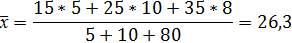 x̅ = (15 * 5 + 25 * 10 + 35 * 8) / (5 + 10 + 80) = 26,3